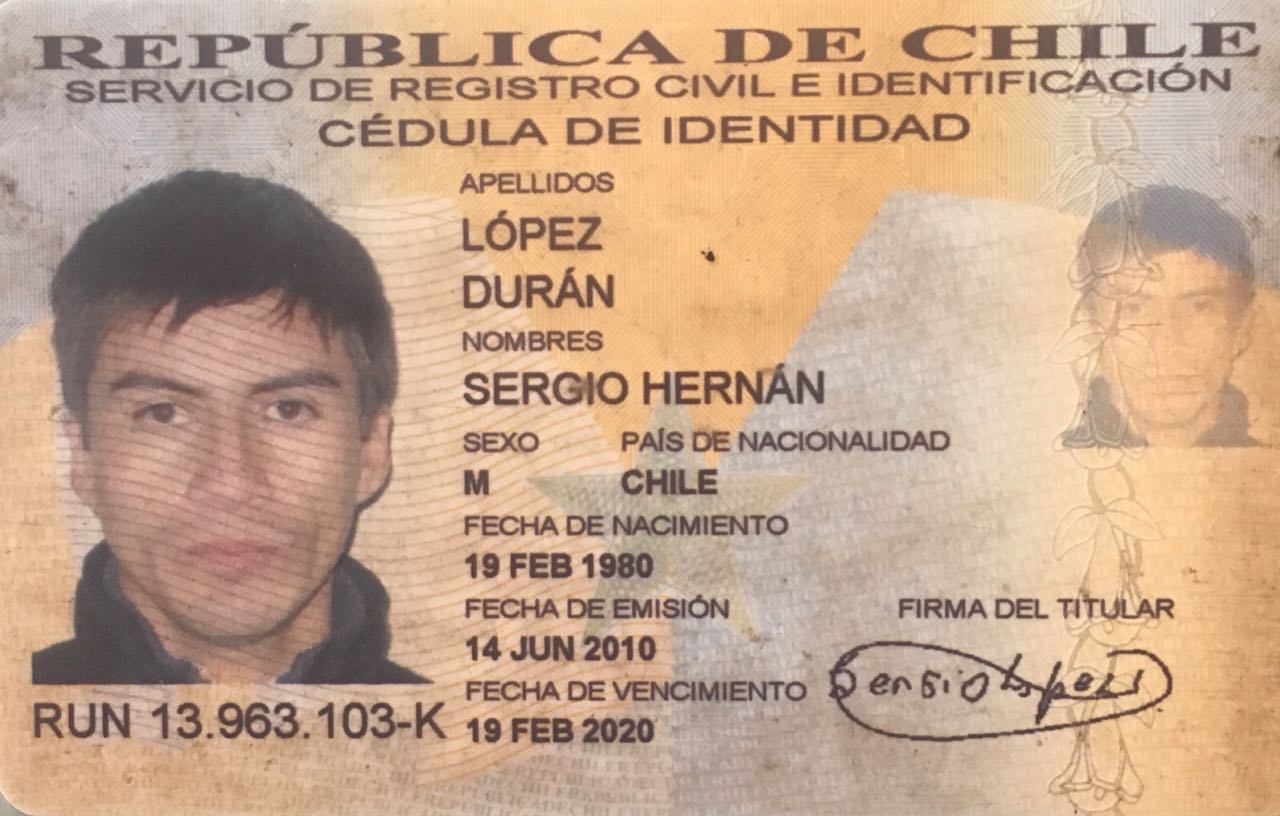 REPÚBLICA DE CHILE
SERVICIO DE REGISTRO CIVIL E IDENTIFICACIÓN
CÉDULA DE IDENTIDAD
APELLIDOS
LÓPEZ
DURÁN
NOMBRES
SERGIO HERNÁN
SEXO PAÍS DE NACIONALIDAD
M CHILE
FECHA DE NACIMIENTO
19 FEB 1980
FECHA DE EMISIÓN
14 JUN 2010
FECHA DE VENCIMIENTO
19 FEB 2020
FIRMA DEL TITULAR
Sergio
RUN 13.963.103-K